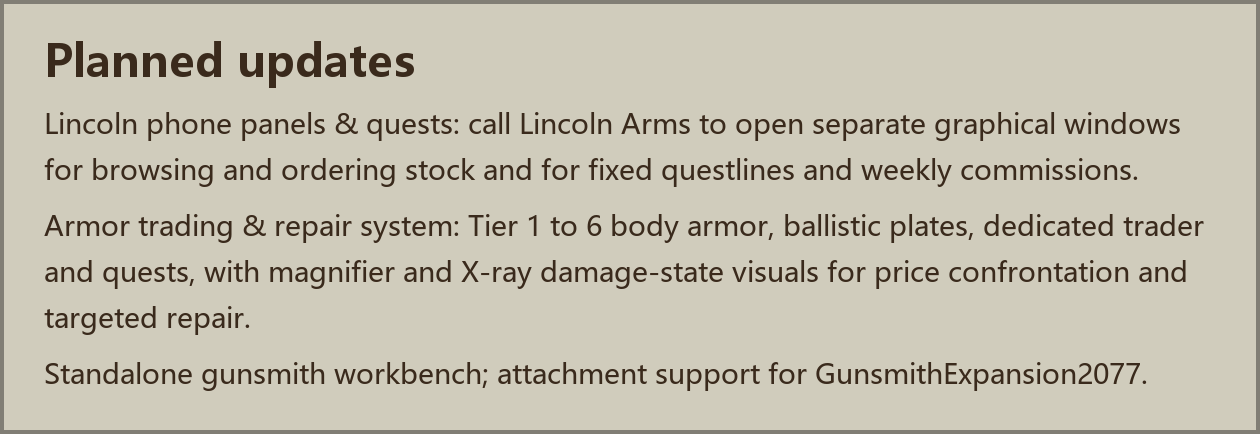 Planned updates
Lincoln phone panels & quests: call Lincoln Arms to open separate graphical windows
for browsing and ordering stock and for fixed questlines and weekly commissions.
Armor trading & repair system: Tier 1 to 6 body armor, ballistic plates, dedicated trader
and quests, with magnifier and X-ray damage-state visuals for price confrontation and
targeted repair.
Standalone gunsmith workbench; attachment support for GunsmithExpansion2077.